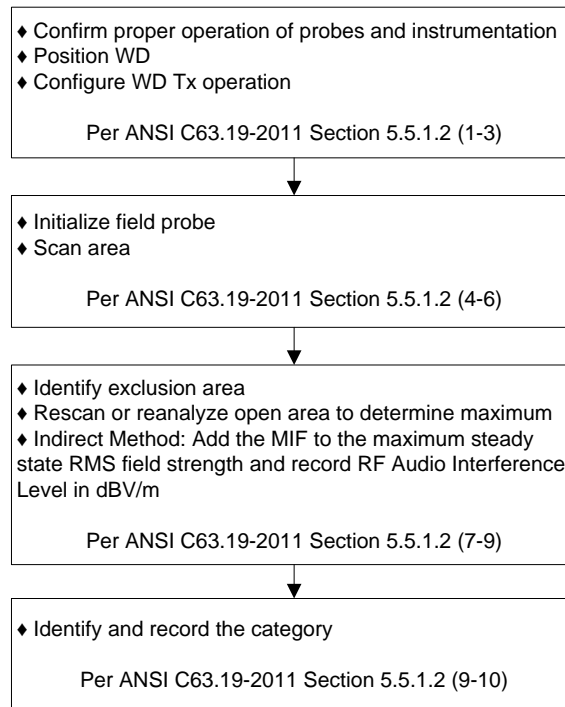 ♦ Confirm proper operation of probes and instrumentation
♦ Position WD
♦ Configure WD Tx operation
Per ANSI C63.19-2011 Section 5.5.1.2 (1-3)
♦ Initialize field probe
♦ Scan area
Per ANSI C63.19-2011 Section 5.5.1.2 (4-6)
♦ Identify exclusion area
♦ Rescan or reanalyze open area to determine maximum
♦ Indirect Method: Add the MIF to the maximum steady
state RMS field strength and record RF Audio Interference
Level in dBV/m
Per ANSI C63.19-2011 Section 5.5.1.2 (7-9)
♦ Identify and record the category
Per ANSI C63.19-2011 Section 5.5.1.2 (9-10)